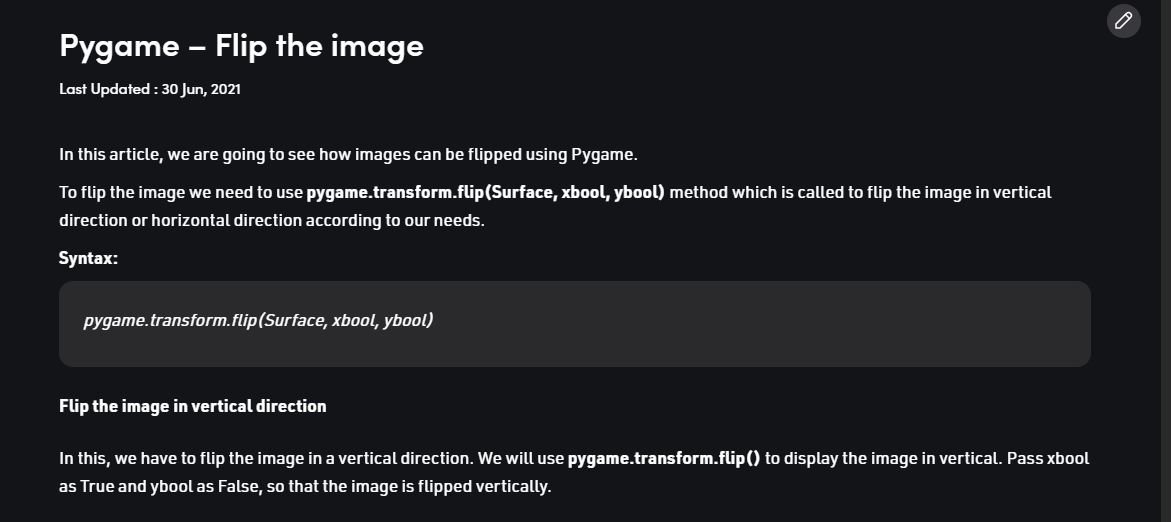 Pygame – Flip the image
Last Updated : 30 Jun, 2021
In this article, we are going to see how images can be flipped using Pygame.
To flip the image we need to use pygame.transform.flip(Surface, xbool, ybool) method which is called to flip the image in vertical
direction or horizontal direction according to our needs.
Syntax:
pygame.transform.flip(Surface, xbool, ybool)
Flip the image in vertical direction
In this, we have to flip the image in a vertical direction. We will use pygame.transform.flip() to display the image in vertical. Pass xbool
as True and ybool as False, so that the image is flipped vertically.